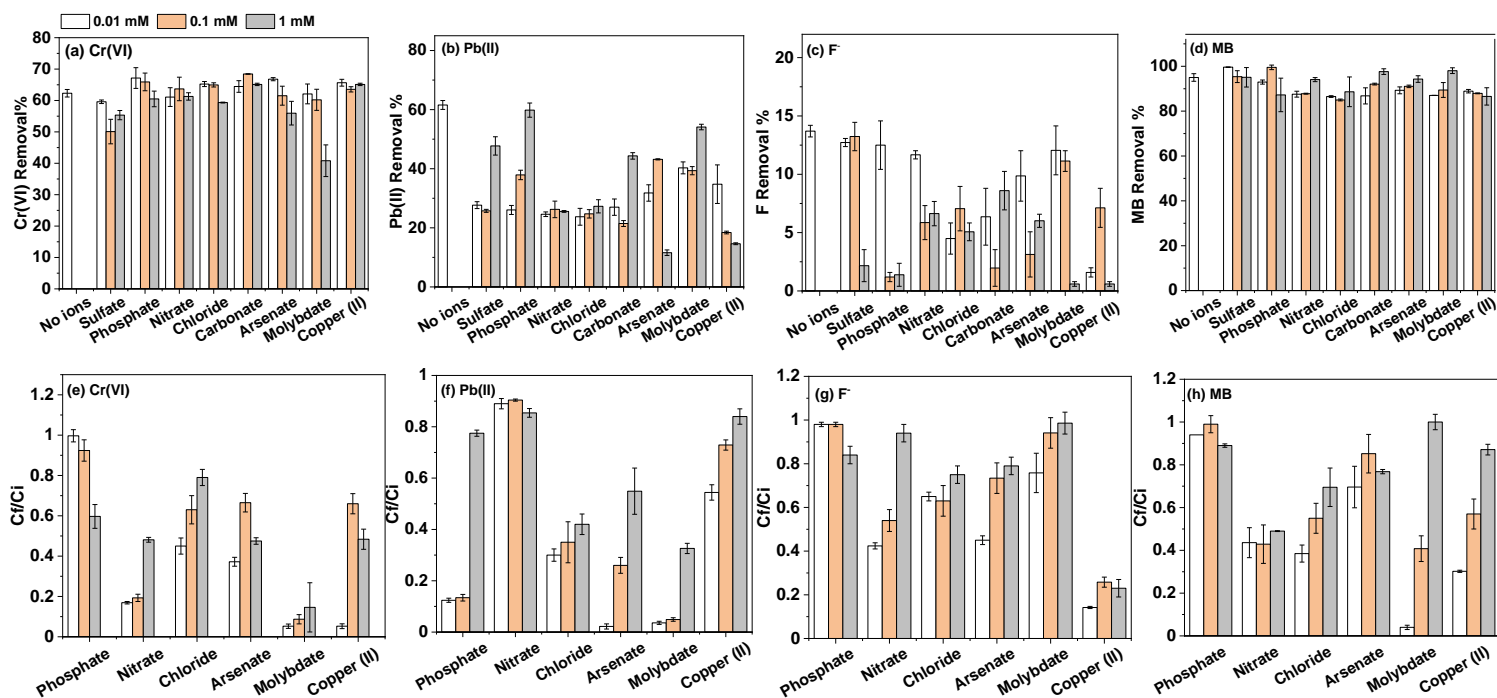 0.01 mM 0.1 mM 1 mM
(a) Cr(VI)
Cr(VI) Removal%
80
70
60
50
40
30
20
10
0
No ions
Sulfate
Phosphate
Nitrate
Chloride
Carbonate
Arsenate
Molybdate
Copper (II)
(b) Pb(II)
Pb(II) Removal %
80
60
40
20
0
No ions
Sulfate
Phosphate
Nitrate
Chloride
Carbonate
Arsenate
Molybdate
Copper (II)
(c) F-
F Removal %
20
15
10
5
0
No ions
Sulfate
Phosphate
Nitrate
Chloride
Carbonate
Arsenate
Molybdate
Copper (II)
(d) MB
MB Removal %
100
80
60
40
20
0
No ions
Sulfate
Phosphate
Nitrate
Chloride
Carbonate
Arsenate
Molybdate
Copper (II)
(e) Cr(VI)
Cf/Ci
1.2
1
0.8
0.6
0.4
0.2
0
Phosphate
Nitrate
Chloride
Arsenate
Molybdate
Copper (II)
(f) Pb(II)
Cf/Ci
1
0.8
0.6
0.4
0.2
0
Phosphate
Nitrate
Chloride
Arsenate
Molybdate
Copper (II)
(g) F-
Cf/Ci
1.2
1
0.8
0.6
0.4
0.2
0
Phosphate
Nitrate
Chloride
Arsenate
Molybdate
Copper (II)
(h) MB
Cf/Ci
1.2
1
0.8
0.6
0.4
0.2
0
Phosphate
Nitrate
Chloride
Arsenate
Molybdate
Copper (II)